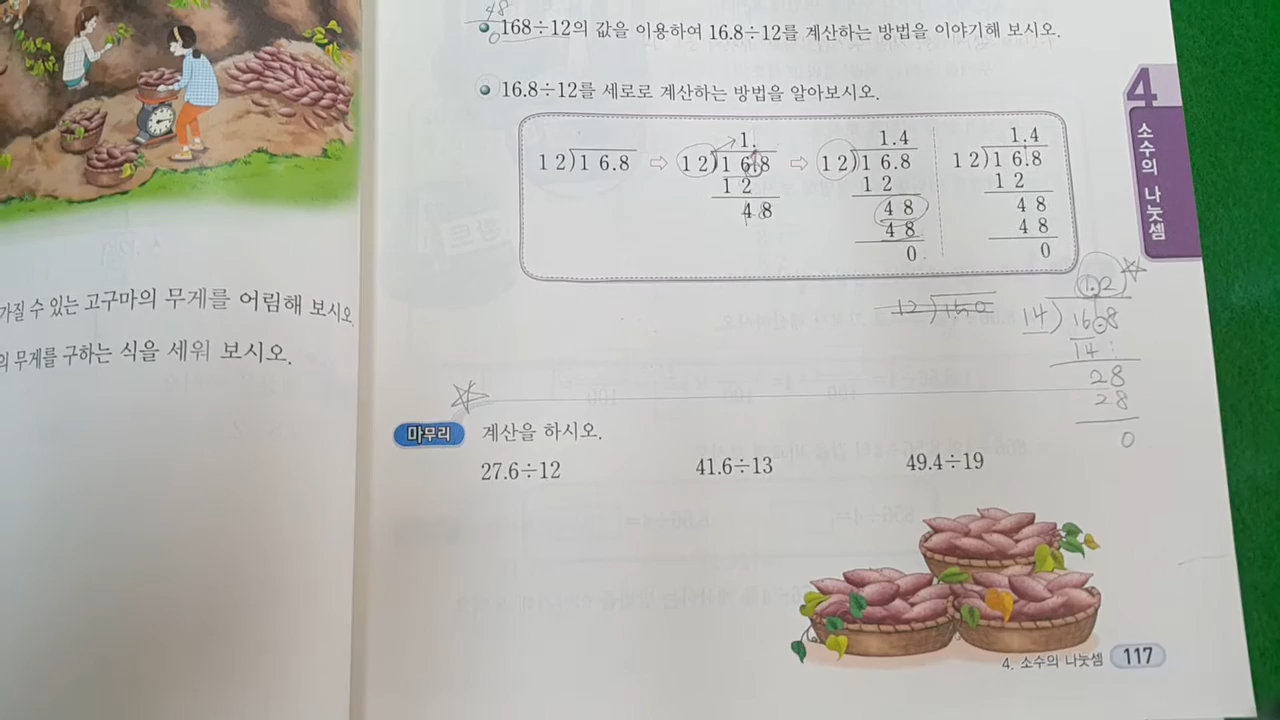 48
0
168÷12의 값을 이용하여 16.8÷12를 계산하는 방법을 이야기해 보시오.
16.8÷12를 세로로 계산하는 방법을 알아보시오.
12)16.8 ⇨ 12)16.8 ⇨ 12)16.8 12)16.8
1. 1.4 1.4
12 12 12
48 48 48
48 48
0 0
4
소수의 나눗셈
가질 수 있는 고구마의 무게를 어림해 보시오.
의 무게를 구하는 식을 세워 보시오.
1.2
14)16.8
14
28
28
0
마무리 계산을 하시오.
27.6÷12 41.6÷13 49.4÷19
4. 소수의 나눗셈 117